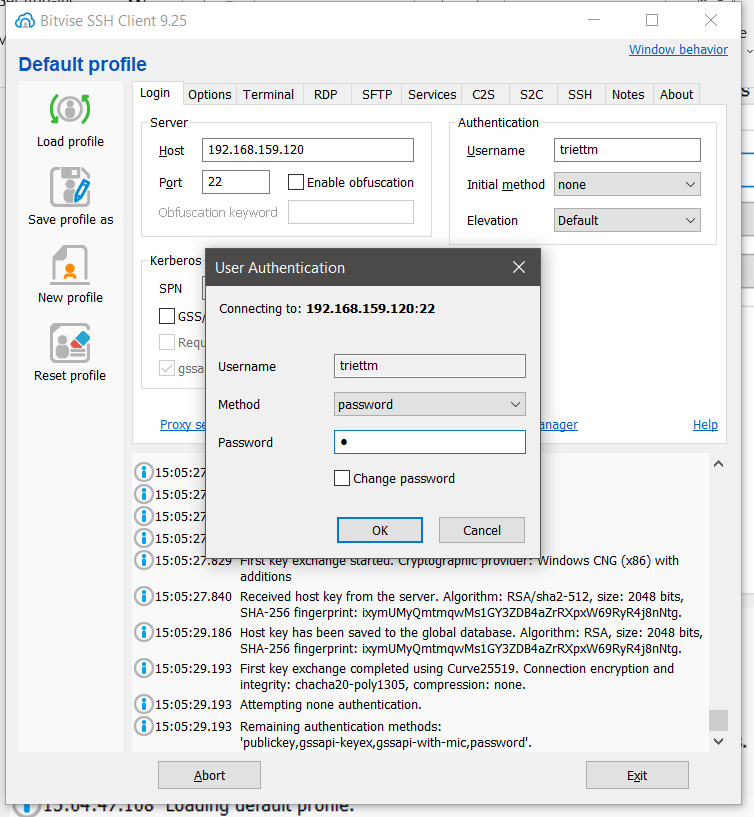 Bitvise SSH Client 9.25
Window behavior
Default profile
Load profile
Save profile as
New profile
Reset profile
Login Options Terminal RDP SFTP Services C2S S2C SSH Notes About
Server
Host 192.168.159.120
Port 22 Enable obfuscation
Obfuscation keyword
Authentication
Username triettm
Initial method none
Elevation Default
Kerberos
SPN
GSS/
Requ
gssa
Proxy se
anager
Help
User Authentication
Connecting to: 192.168.159.120:22
Username triettm
Method password
Password ●
Change password
OK Cancel
15:05:27
15:05:27
15:05:27
15:05:27
15:05:27.829 First key exchange started. Cryptographic provider: Windows CNG (x86) with
additions
15:05:27.840 Received host key from the server. Algorithm: RSA/sha2-512, size: 2048 bits,
SHA-256 fingerprint: ixymUMyQmtmqwMs1GY3ZDB4aZrRXpxW69RyR4j8nNtg.
15:05:29.186 Host key has been saved to the global database. Algorithm: RSA, size: 2048 bits,
SHA-256 fingerprint: ixymUMyQmtmqwMs1GY3ZDB4aZrRXpxW69RyR4j8nNtg.
15:05:29.193 First key exchange completed using Curve25519. Connection encryption and
integrity: chacha20-poly1305, compression: none.
15:05:29.193 Attempting none authentication.
15:05:29.193 Remaining authentication methods:
'publickey,gssapi-keyex,gssapi-with-mic,password'.
Abort Exit
15:04:47.168 Loading default profile.